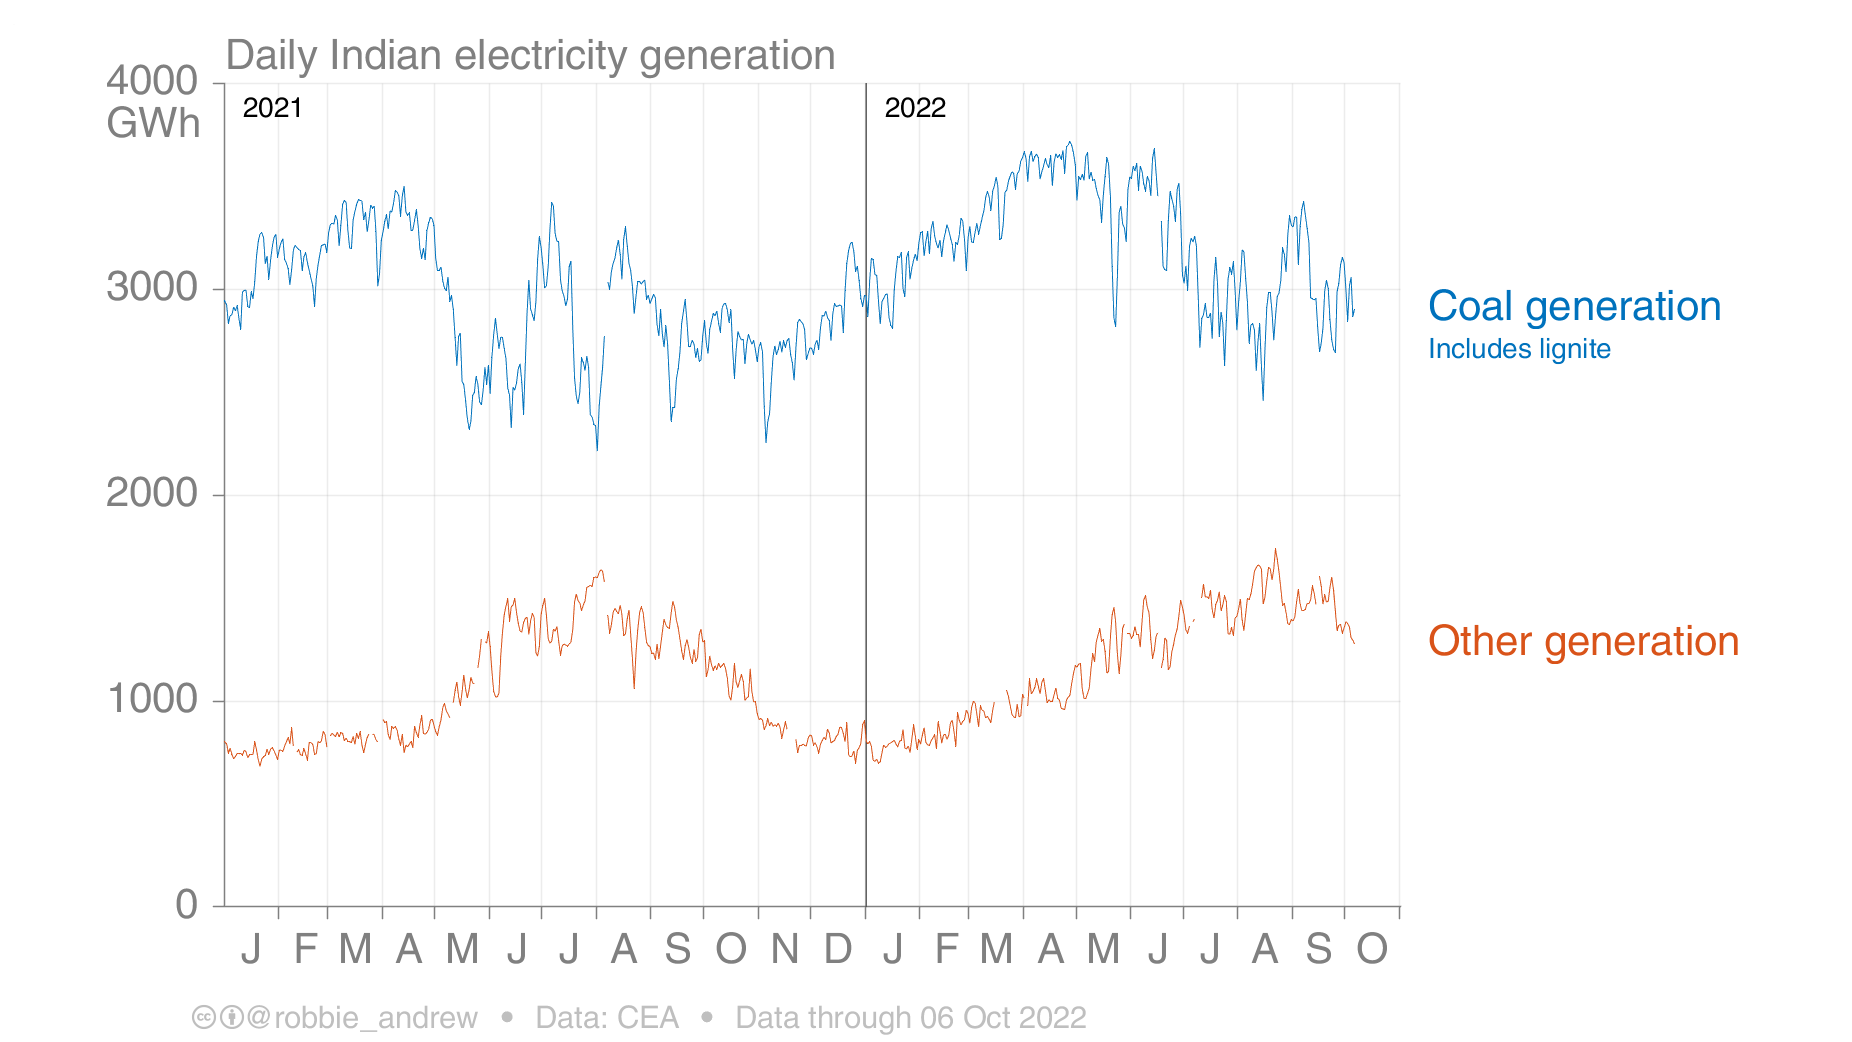 Daily Indian electricity generation
4000
GWh
2021
2022
3000
Coal generation
Includes lignite
2000
Other generation
1000
0
J F M A M J J A S O N D J F M A M J J A S O
@robbie_andrew • Data: CEA • Data through 06 Oct 2022